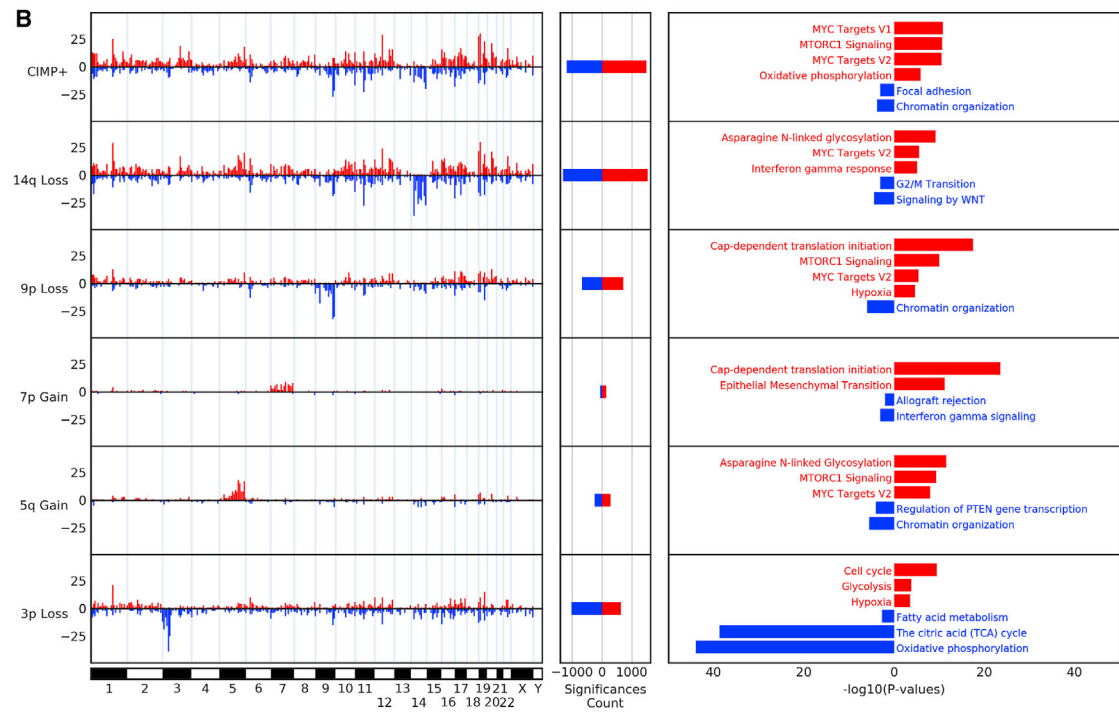 B
25
0
−25
CIMP+
MYC Targets V1
MTORC1 Signaling
MYC Targets V2
Oxidative phosphorylation
Focal adhesion
Chromatin organization
25
0
−25
14q Loss
Asparagine N-linked glycosylation
MYC Targets V2
Interferon gamma response
G2/M Transition
Signaling by WNT
25
0
−25
9p Loss
Cap-dependent translation initiation
MTORC1 Signaling
MYC Targets V2
Hypoxia
Chromatin organization
25
0
−25
7p Gain
Cap-dependent translation initiation
Epithelial Mesenchymal Transition
Allograft rejection
Interferon gamma signaling
25
0
−25
5q Gain
Asparagine N-linked Glycosylation
MTORC1 Signaling
MYC Targets V2
Regulation of PTEN gene transcription
Chromatin organization
25
0
−25
3p Loss
Cell cycle
Glycolysis
Hypoxia
Fatty acid metabolism
The citric acid (TCA) cycle
Oxidative phosphorylation
1 2 3 4 5 6 7 8 9 10 11 13 15 17 19 21 X Y
12 14 16 18 20 22
−1000 0 1000
Significances
Count
40 20 0 20 40
-log10(P-values)